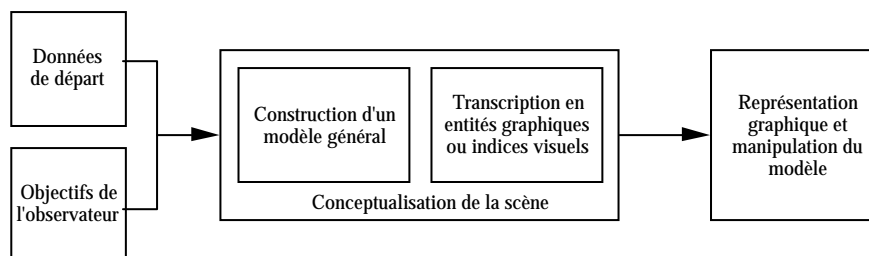 Données
de départ
Objectifs de
l'observateur
Construction d'un
modèle général
Transcription en
entités graphiques
ou indices visuels
Conceptualisation de la scène
Représentation
graphique et
manipulation du
modèle